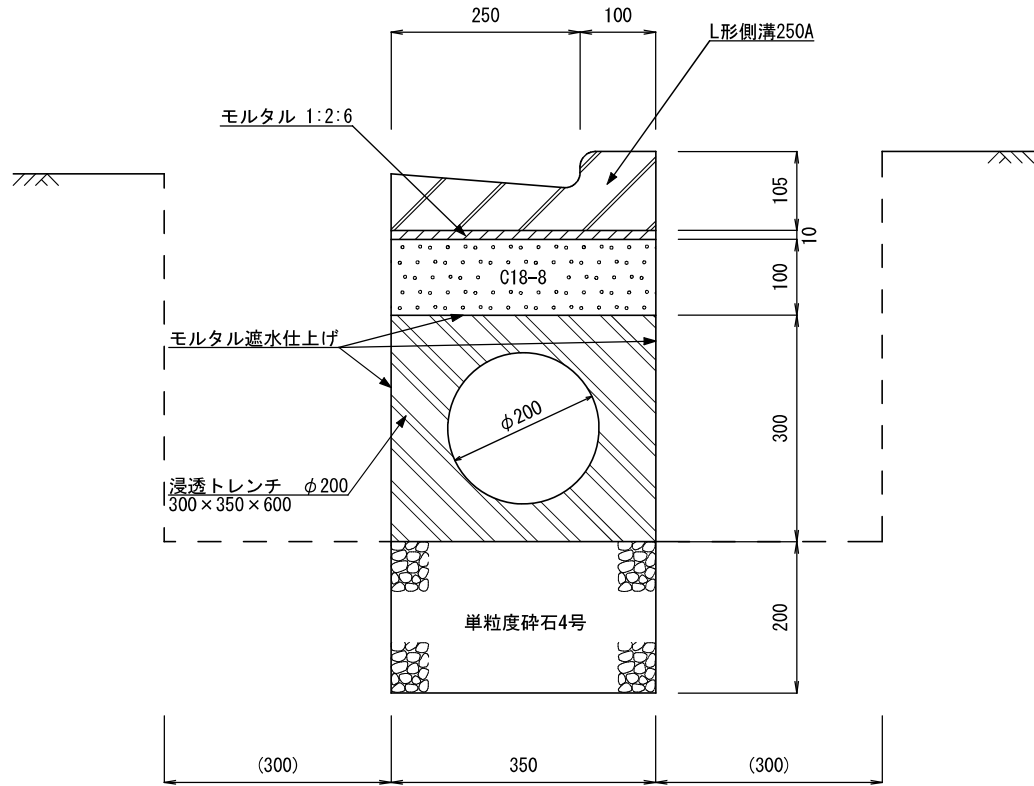 250
100
L形側溝250A
モルタル 1:2:6
105
10
C18-8
100
モルタル遮水仕上げ
φ200
300
浸透トレンチ φ200
300×350×600
単粒度砕石4号
200
(300)
350
(300)